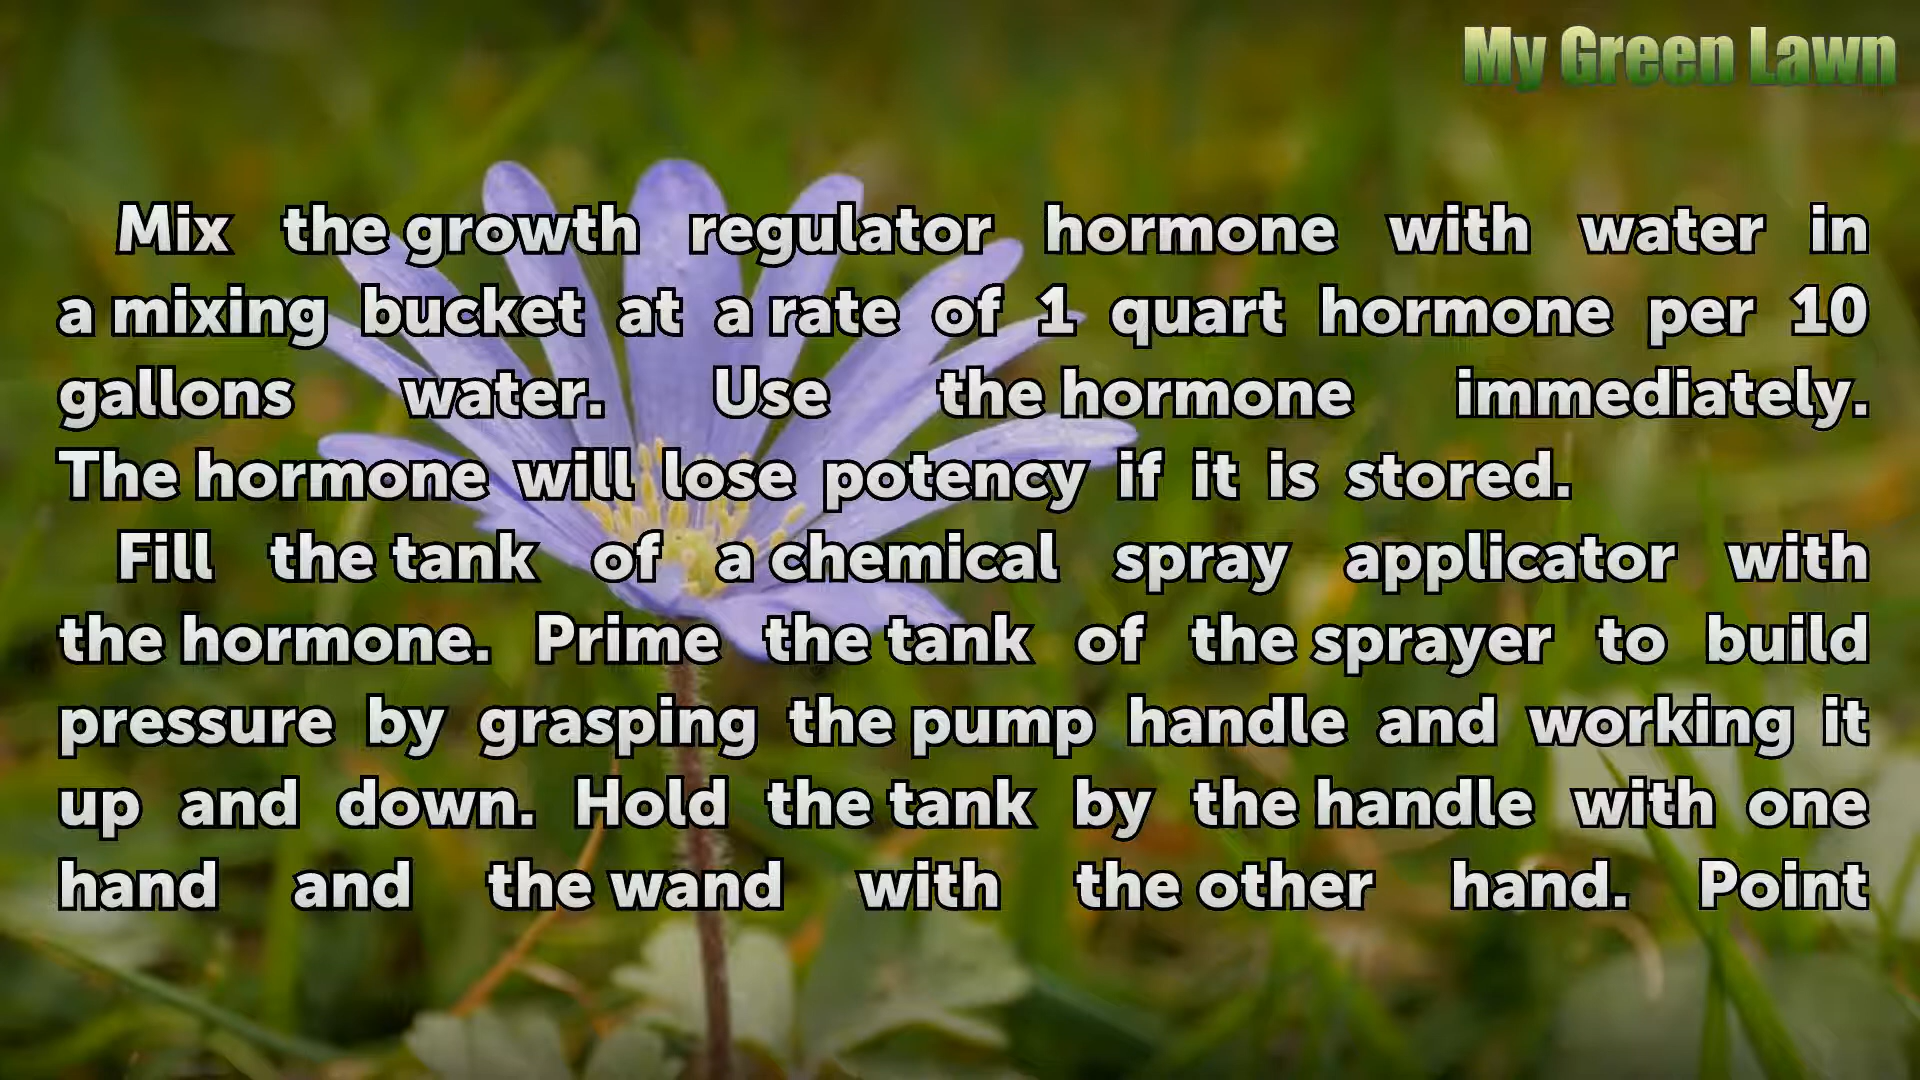 My Green Lawn
Mix the growth regulator hormone with water in
a mixing bucket at a rate of 1 quart hormone per 10
gallons water. Use the hormone immediately.
The hormone will lose potency if it is stored.
Fill the tank of a chemical spray applicator with
the hormone. Prime the tank of the sprayer to build
pressure by grasping the pump handle and working it
up and down. Hold the tank by the handle with one
hand and the wand with the other hand. Point